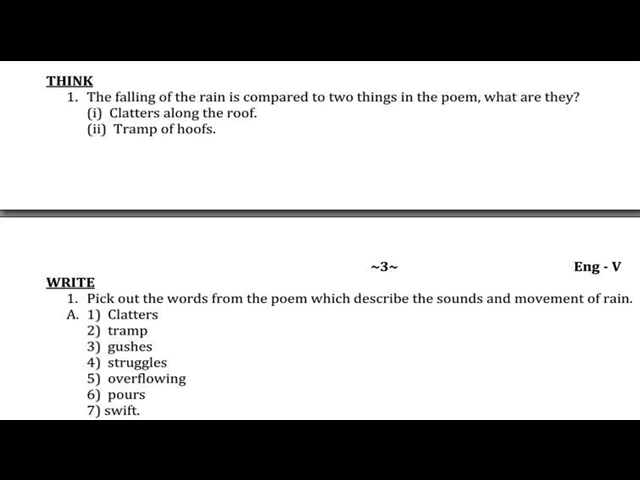 THINK
1. The falling of the rain is compared to two things in the poem, what are they?
(i) Clatters along the roof.
(ii) Tramp of hoofs.
~3~ Eng - V
WRITE
1. Pick out the words from the poem which describe the sounds and movement of rain.
A. 1) Clatters
2) tramp
3) gushes
4) struggles
5) overflowing
6) pours
7) swift.